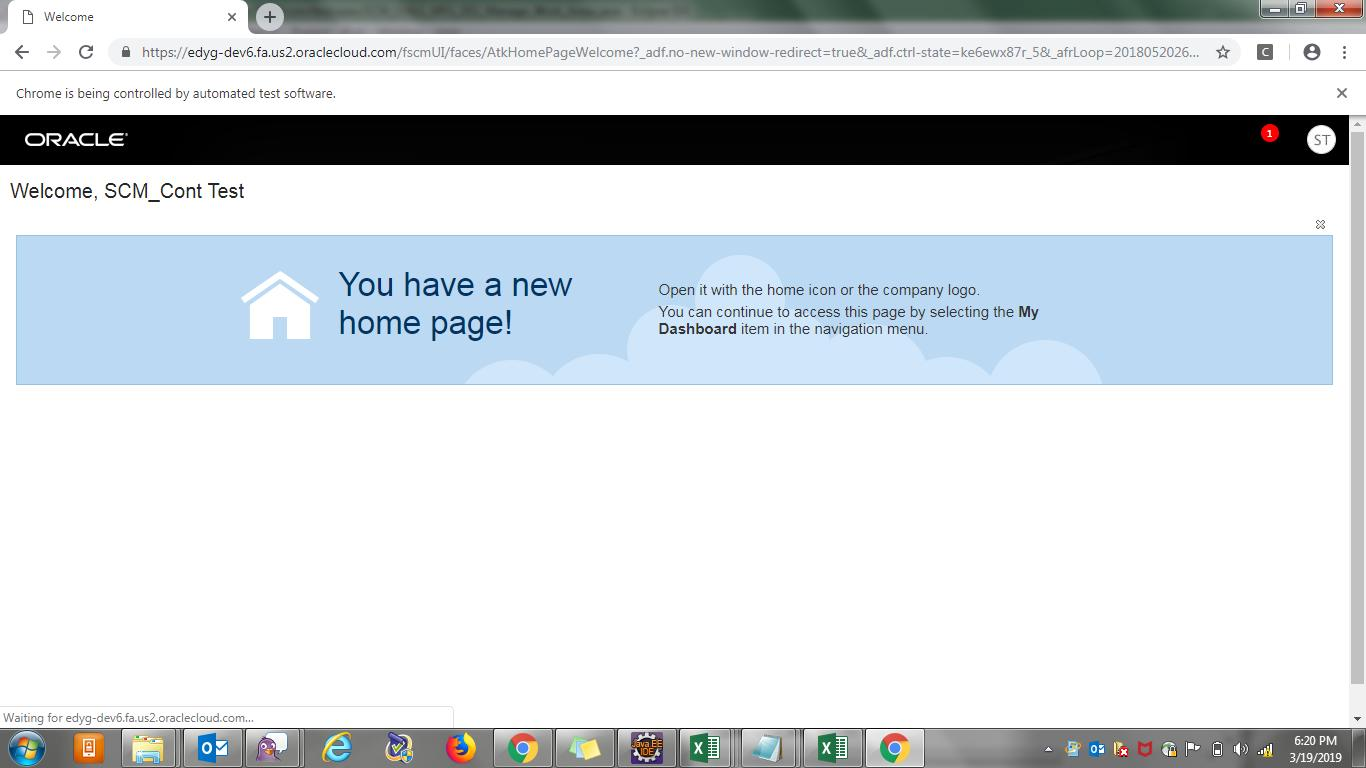 Welcome
https://edyg-dev6.fa.us2.oraclecloud.com/fscmUI/faces/AtkHomePageWelcome?_adf.no-new-window-redirect=true&_adf.ctrl-state=ke6ewx87r_5&_afrLoop=2018052026...
C
Chrome is being controlled by automated test software.
ORACLE
1
ST
Welcome, SCM_Cont Test
You have a new
home page!
Open it with the home icon or the company logo.
You can continue to access this page by selecting the My
Dashboard item in the navigation menu.
Waiting for edyg-dev6.fa.us2.oraclecloud.com...
Java EE
IDE
6:20 PM
3/19/2019